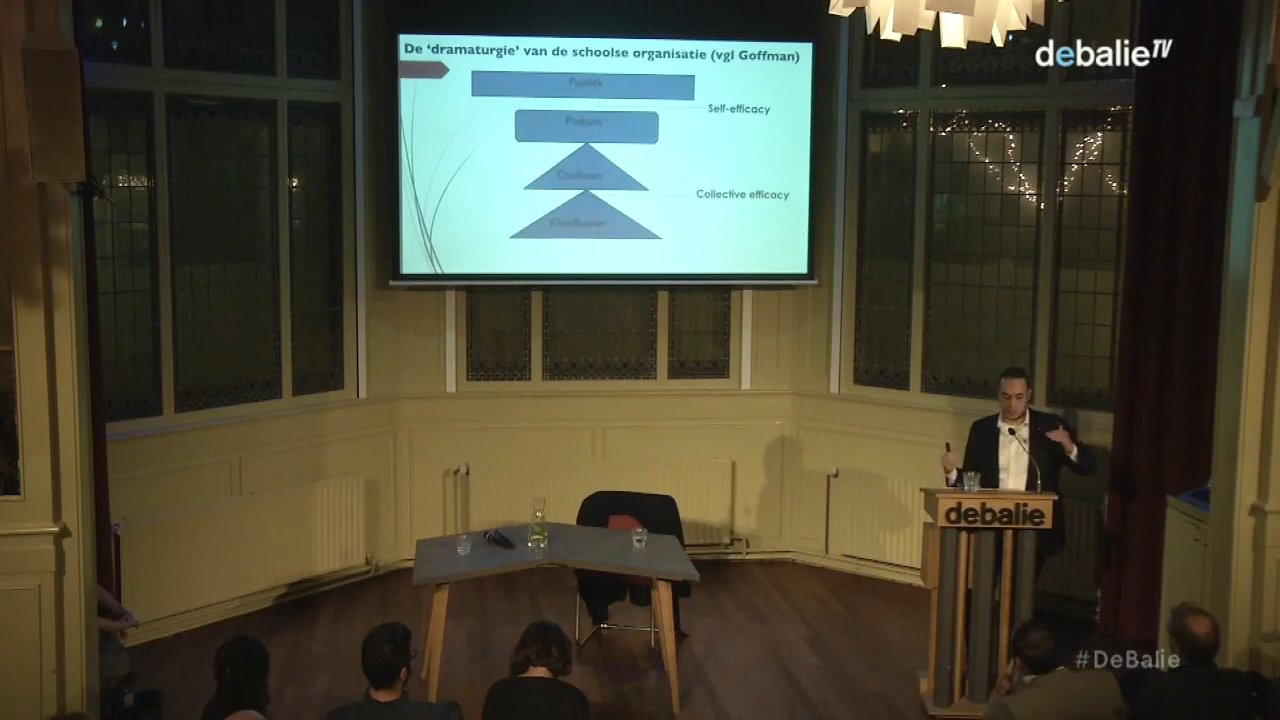 De ‘dramaturgie’ van de schoolse organisatie (vgl Goffman)
Publiek
Self-efficacy
Podium
Coulissen
Collective efficacy
Kleedkamer
debalieTV
debalie
#DeBalie